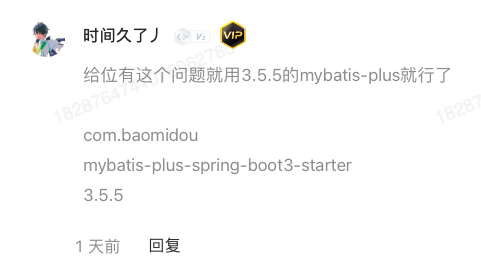 时间久了丿 V2 VIP
给位有这个问题就用3.5.5的mybatis-plus就行了
com.baomidou
mybatis-plus-spring-boot3-starter
3.5.5
1 天前 回复